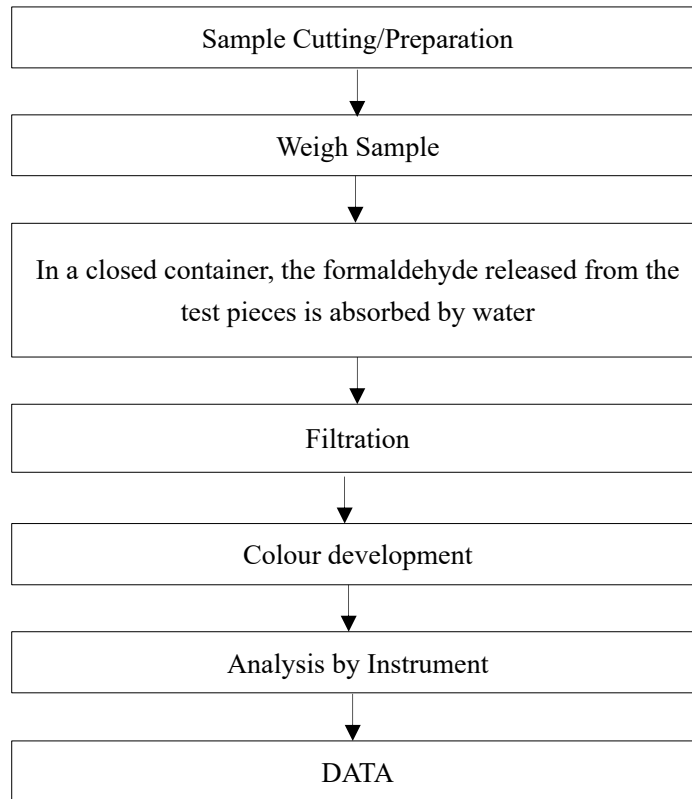 Sample Cutting/Preparation
Weigh Sample
In a closed container, the formaldehyde released from the
test pieces is absorbed by water
Filtration
Colour development
Analysis by Instrument
DATA